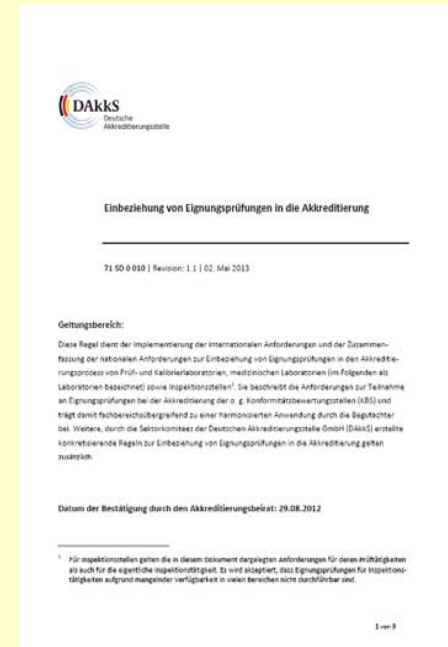 DAkkS
Deutsche
Akkreditierungsstelle
Einbeziehung von Eignungsprüfungen in die Akkreditierung
71 SD 0 010 | Revision: 1.1 | 02. Mai 2013
Geltungsbereich:
Diese Regel dient der Implementierung der internationalen Anforderungen und der Zusammen-
fassung der nationalen Anforderungen zur Einbeziehung von Eignungsprüfungen in den Akkreditie-
rungsprozess von Prüf- und Kalibrierlaboratorien, medizinischen Laboratorien (im Folgenden als
Laboratorien bezeichnet) sowie Inspektionsstellen¹. Sie beschreibt die Anforderungen zur Teilnahme
an Eignungsprüfungen bei der Akkreditierung der o. g. Konformitätsbewertungsstellen (KBS) und
trägt damit fachbereichsübergreifend zu einer harmonisierten Anwendung durch die Begutachter
bei. Weitere, durch die Sektorkomitees der Deutschen Akkreditierungsstelle GmbH (DAkkS) erstellte
konkretisierende Regeln zur Einbeziehung von Eignungsprüfungen in die Akkreditierung gelten
zusätzlich.
Datum der Bestätigung durch den Akkreditierungsbeirat: 29.08.2012
¹ Für Inspektionsstellen gelten die in diesem Dokument dargelegten Anforderungen für deren Prüftätigkeiten
als auch für die eigentliche Inspektionstätigkeit. Es wird akzeptiert, dass Eignungsprüfungen für Inspektions-
tätigkeiten aufgrund mangelnder Verfügbarkeit in vielen Bereichen nicht durchführbar sind.
1 von 9